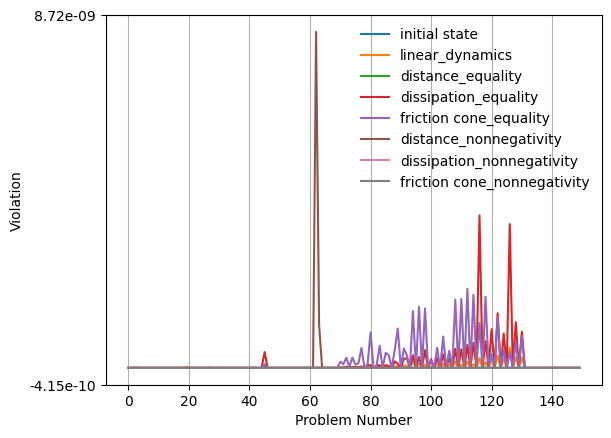 8.72e-09
initial state
linear_dynamics
distance_equality
dissipation_equality
friction cone_equality
distance_nonnegativity
dissipation_nonnegativity
friction cone_nonnegativity
Violation
-4.15e-10
0 20 40 60 80 100 120 140
Problem Number